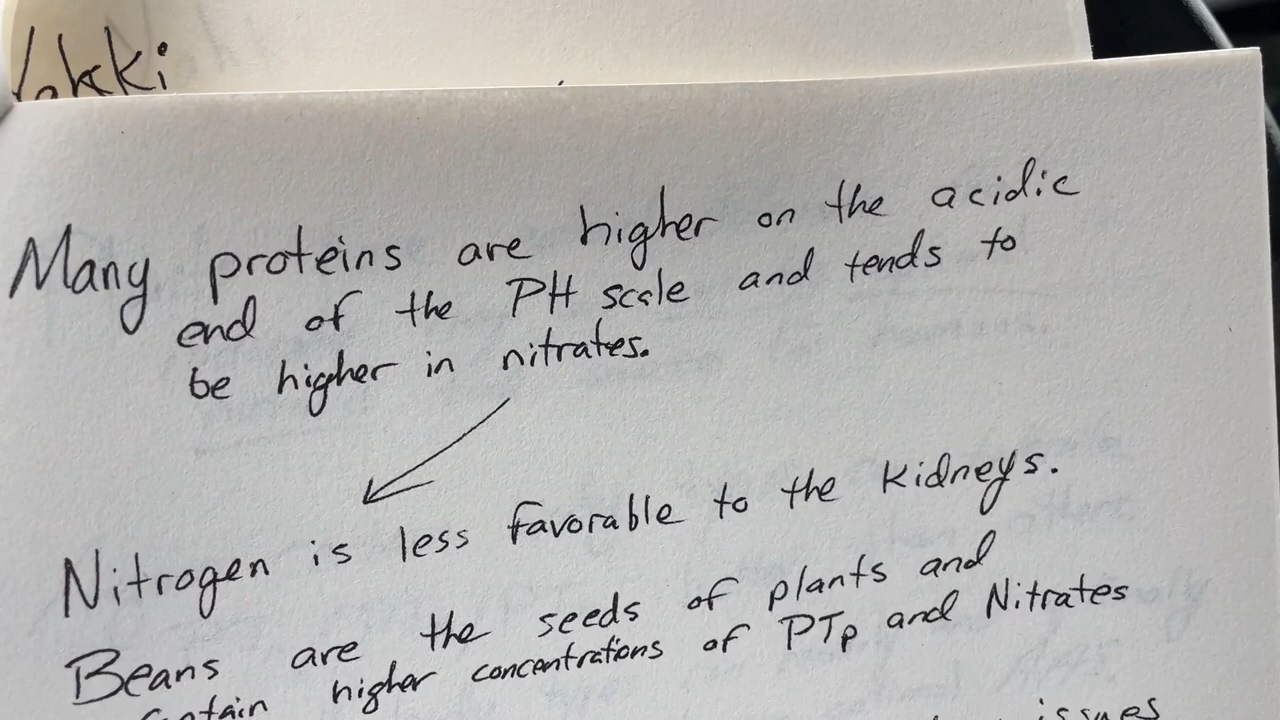 Many proteins are higher on the acidic
end of the PH scale and tends to
be higher in nitrates.
Nitrogen is less favorable to the kidneys.
Beans are the seeds of plants and
contain higher concentrations of PTp and Nitrates
issues